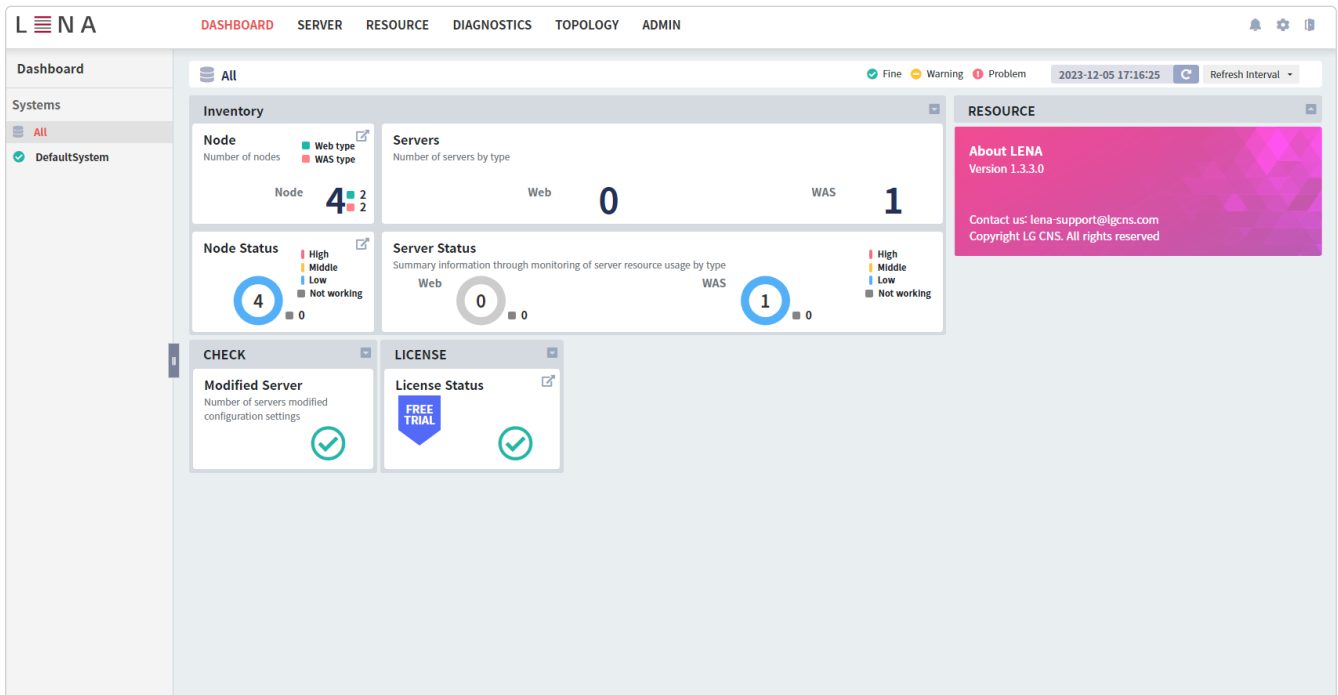 LENA
DASHBOARD SERVER RESOURCE DIAGNOSTICS TOPOLOGY ADMIN
Dashboard
Systems
All
DefaultSystem
All
Fine Warning Problem 2023-12-05 17:16:25 Refresh Interval
Inventory
Node
Number of nodes
Web type
WAS type
Node 4 2
2
Servers
Number of servers by type
Web 0 WAS 1
Node Status
High
Middle
Low
Not working
4 0
Server Status
Summary information through monitoring of server resource usage by type
Web 0 0
WAS 1 0
High
Middle
Low
Not working
RESOURCE
About LENA
Version 1.3.3.0
Contact us: lena-support@lgcns.com
Copyright LG CNS. All rights reserved
CHECK
Modified Server
Number of servers modified
configuration settings
LICENSE
License Status
FREE
TRIAL